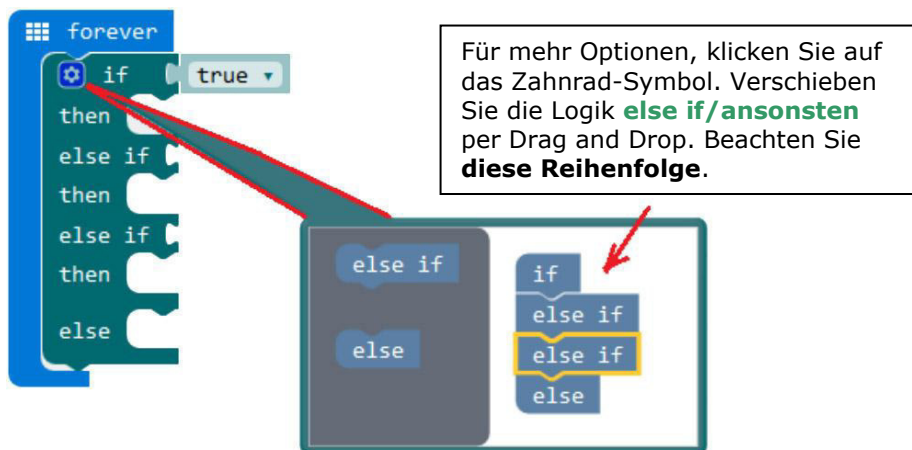 forever
if true
then
else if
then
else if
then
else
Für mehr Optionen, klicken Sie auf
das Zahnrad-Symbol. Verschieben
Sie die Logik else if/ansonsten
per Drag and Drop. Beachten Sie
diese Reihenfolge.
else if
else
if
else if
else if
else